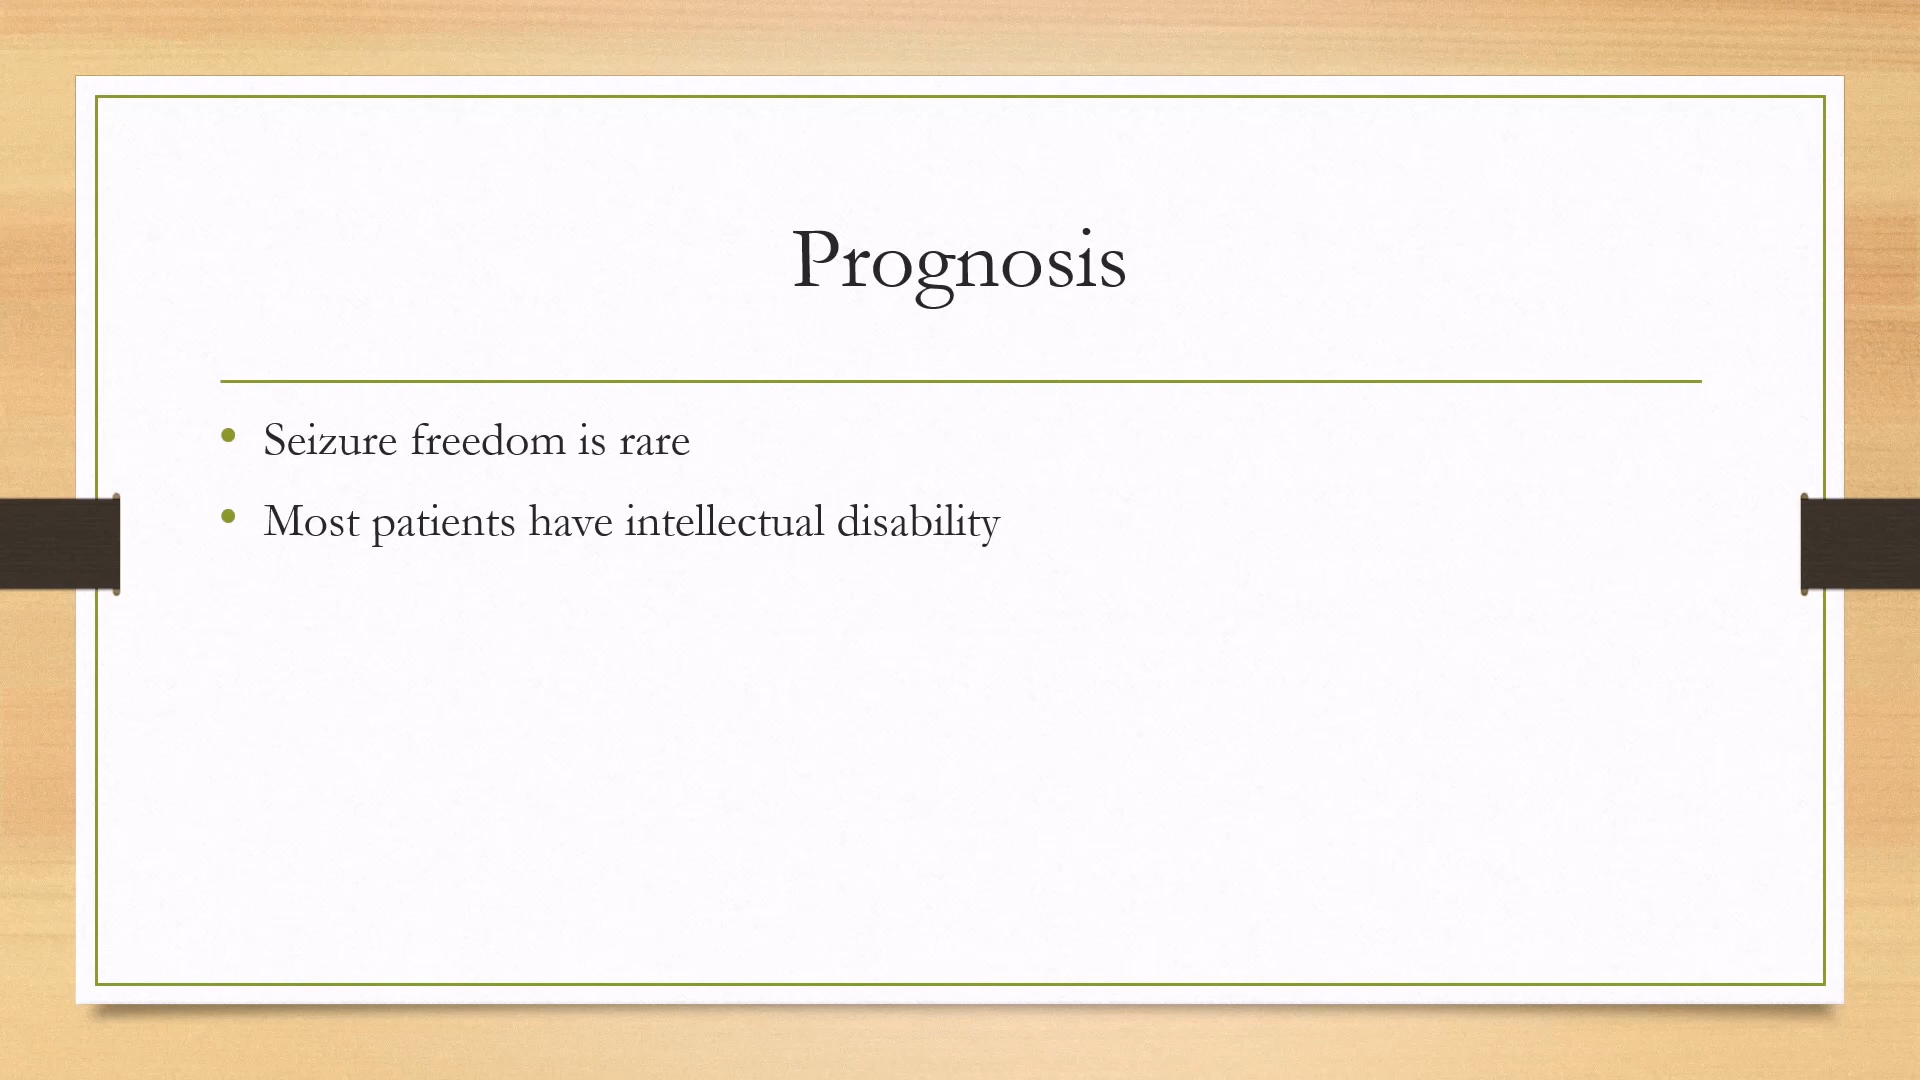 Prognosis
Seizure freedom is rare
Most patients have intellectual disability